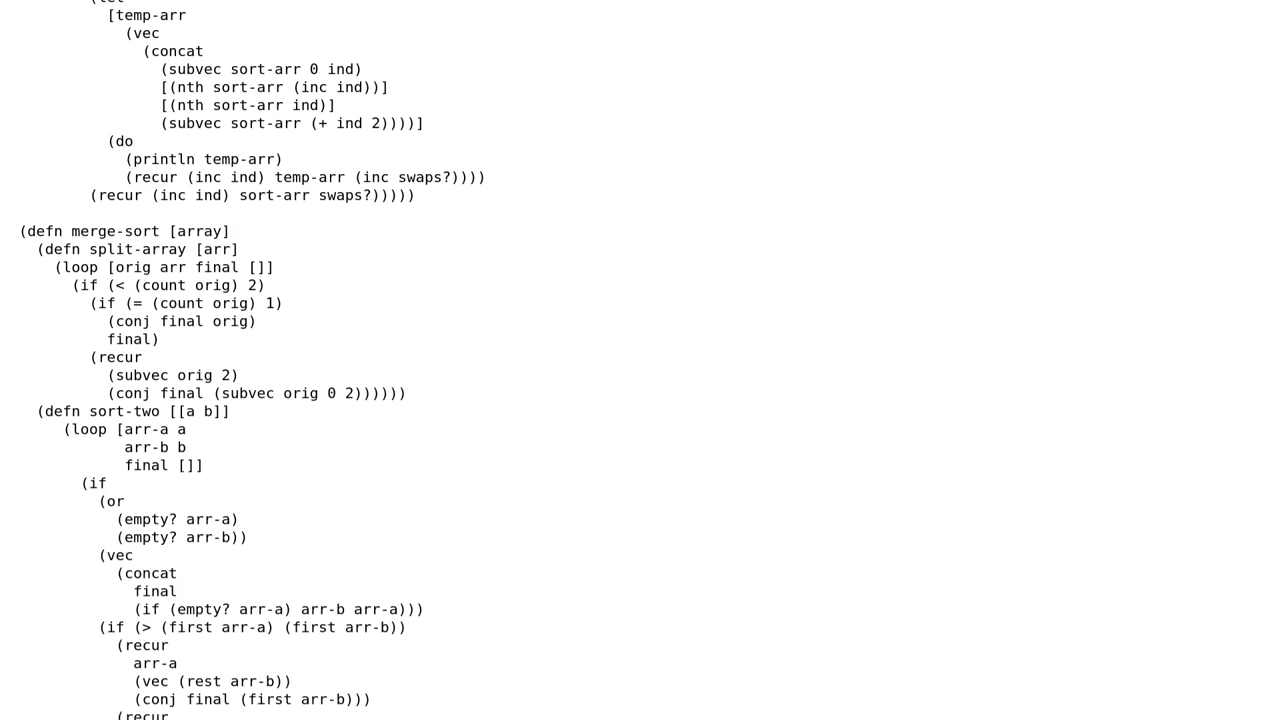 (let
[temp-arr
(vec
(concat
(subvec sort-arr 0 ind)
[(nth sort-arr (inc ind))]
[(nth sort-arr ind)]
(subvec sort-arr (+ ind 2))))]
(do
(println temp-arr)
(recur (inc ind) temp-arr (inc swaps?))))
(recur (inc ind) sort-arr swaps?)))))
(defn merge-sort [array]
(defn split-array [arr]
(loop [orig arr final []]
(if (< (count orig) 2)
(if (= (count orig) 1)
(conj final orig)
final)
(recur
(subvec orig 2)
(conj final (subvec orig 0 2))))))
(defn sort-two [[a b]]
(loop [arr-a a
arr-b b
final []]
(if
(or
(empty? arr-a)
(empty? arr-b))
(vec
(concat
final
(if (empty? arr-a) arr-b arr-a)))
(if (> (first arr-a) (first arr-b))
(recur
arr-a
(vec (rest arr-b))
(conj final (first arr-b)))
(recur